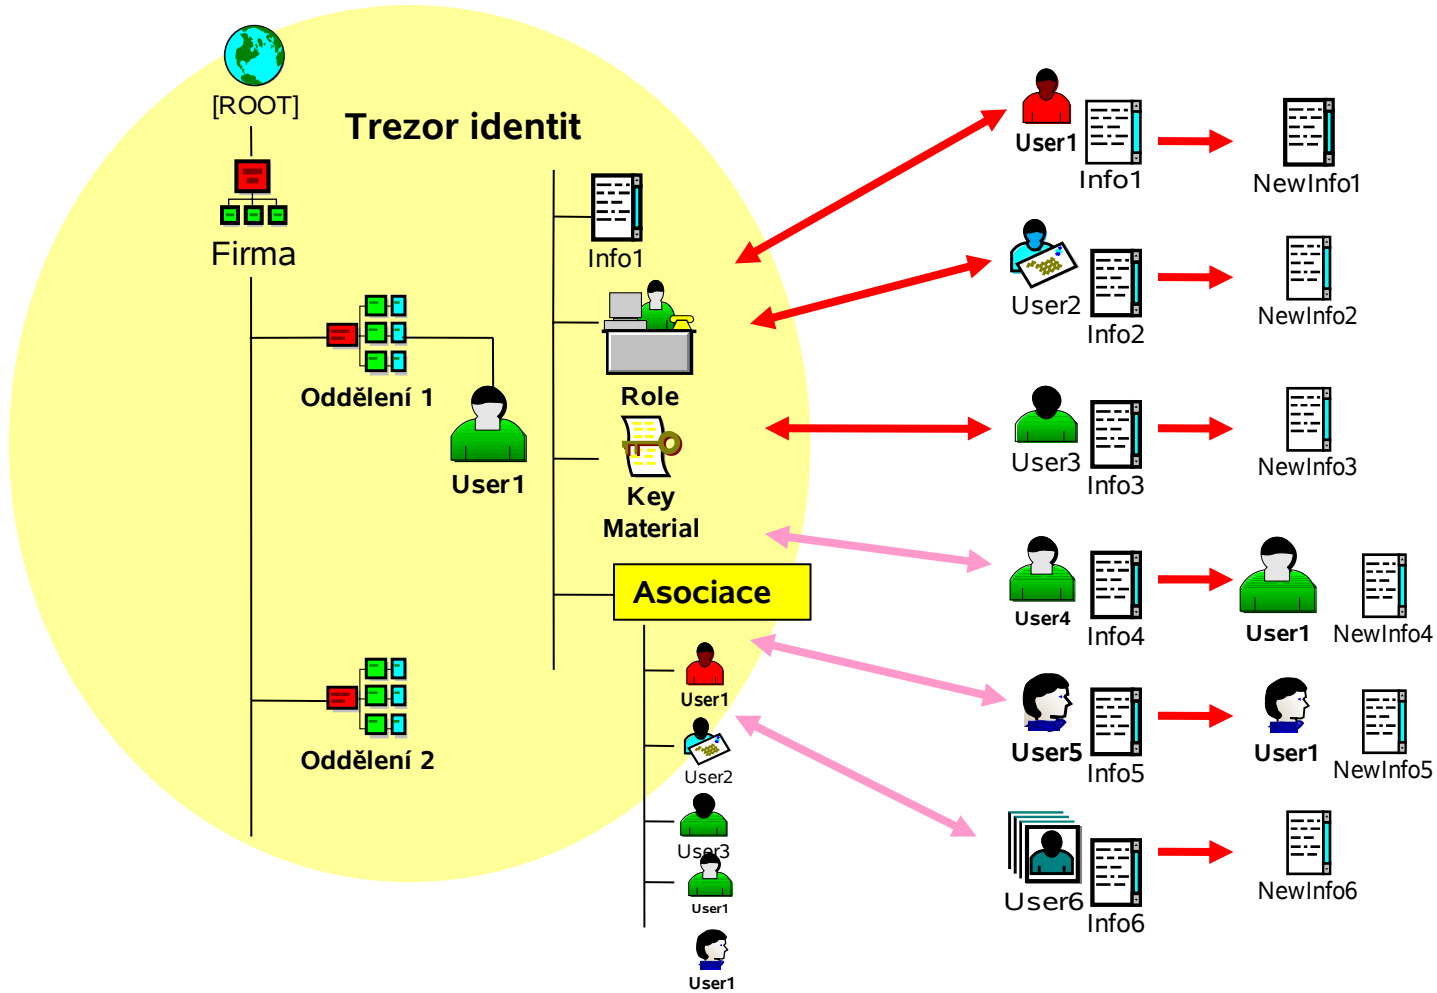 [ROOT]
Trezor identit
Firma
Oddělení 1
User1
Oddělení 2
Info1
Role
Key
Material
Asociace
User1
User2
User3
User1
User1
User1
Info1
NewInfo1
User2
Info2
NewInfo2
User3
Info3
NewInfo3
User4
Info4
User1
NewInfo4
User5
Info5
User1
NewInfo5
User6
Info6
NewInfo6